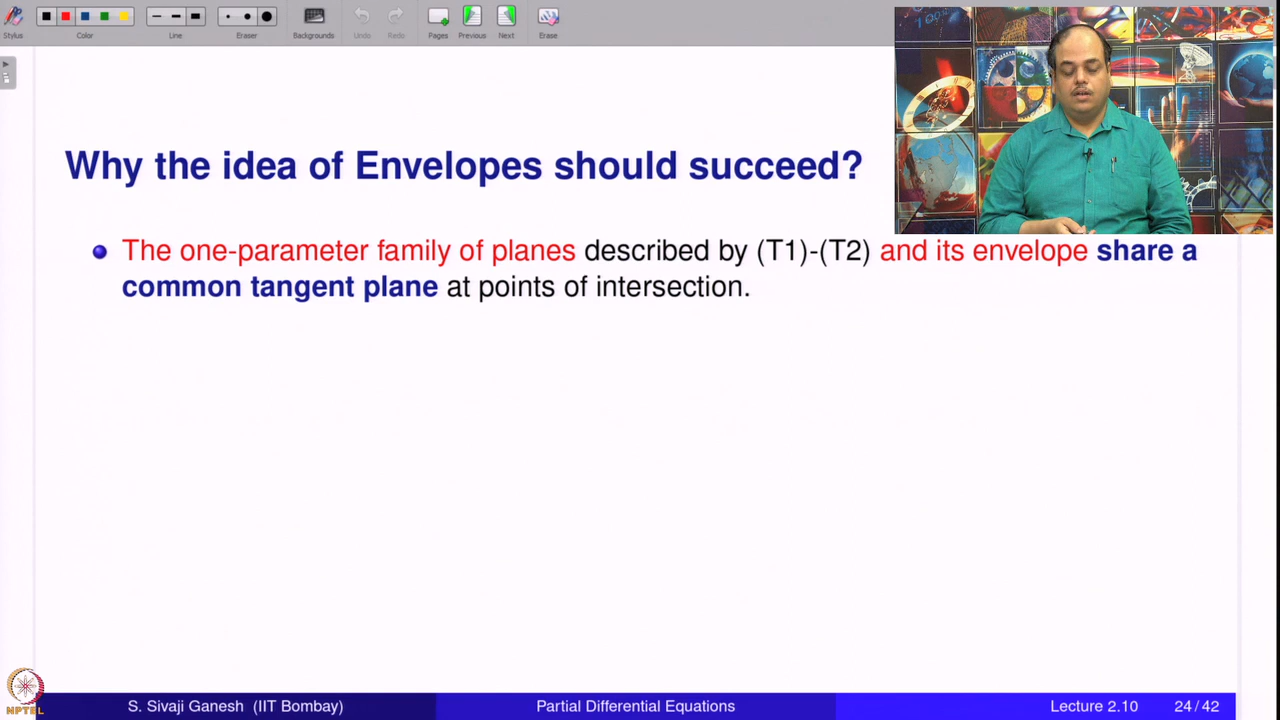 Stylus
Color
Line
Eraser
Backgrounds
Undo
Redo
Pages
Previous
Next
Erase
Why the idea of Envelopes should succeed?
The one-parameter family of planes described by (T1)-(T2) and its envelope share a
common tangent plane at points of intersection.
NPTEL
S. Sivaji Ganesh (IIT Bombay)
Partial Differential Equations
Lecture 2.10
24/42